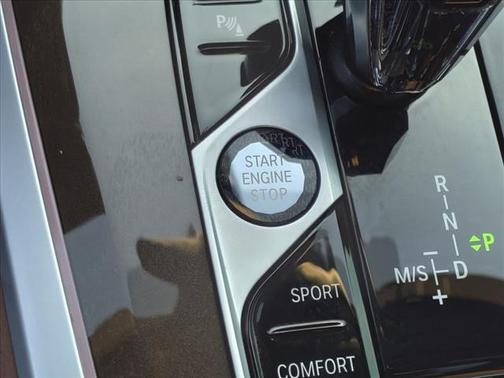 P
START
ENGINE
STOP
SPORT
COMFORT
R
N
P
M/S
D
+